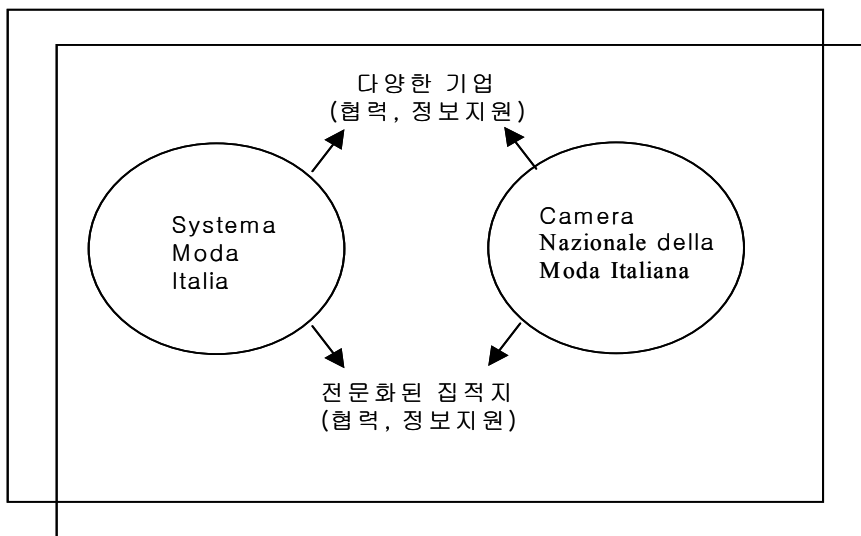 다양한 기업
(협력, 정보지원)
Systema
Moda
Italia
Camera
Nazionale della
Moda Italiana
전문화된 집적지
(협력, 정보지원)